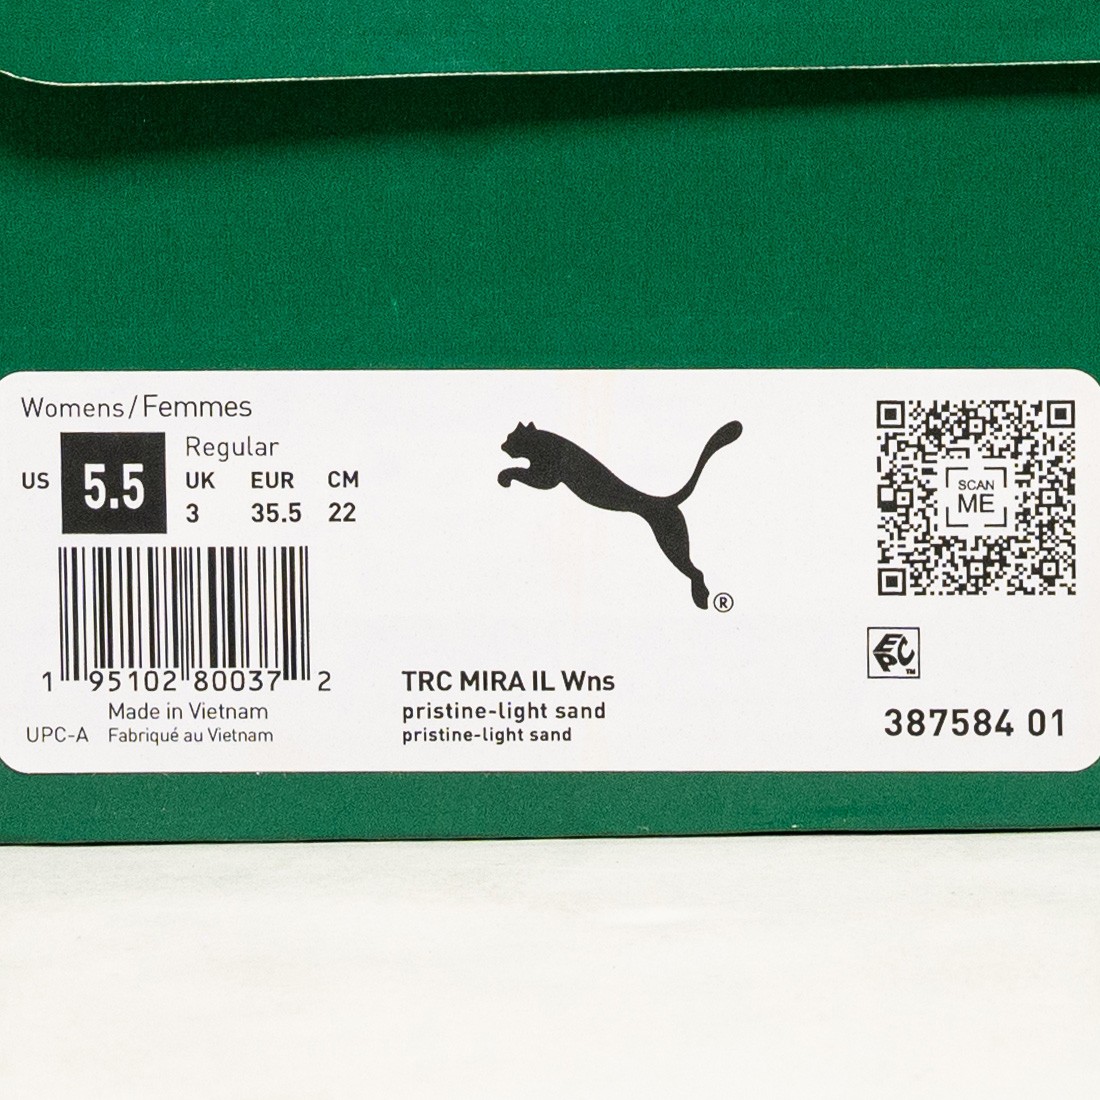 Womens/Femmes
Regular
US 5.5 UK EUR CM
3 35.5 22
1 95102 80037 2
Made in Vietnam
UPC-A Fabriqué au Vietnam
®
TRC MIRA IL Wns
pristine-light sand
pristine-light sand
SCAN
ME
EPC™
387584 01